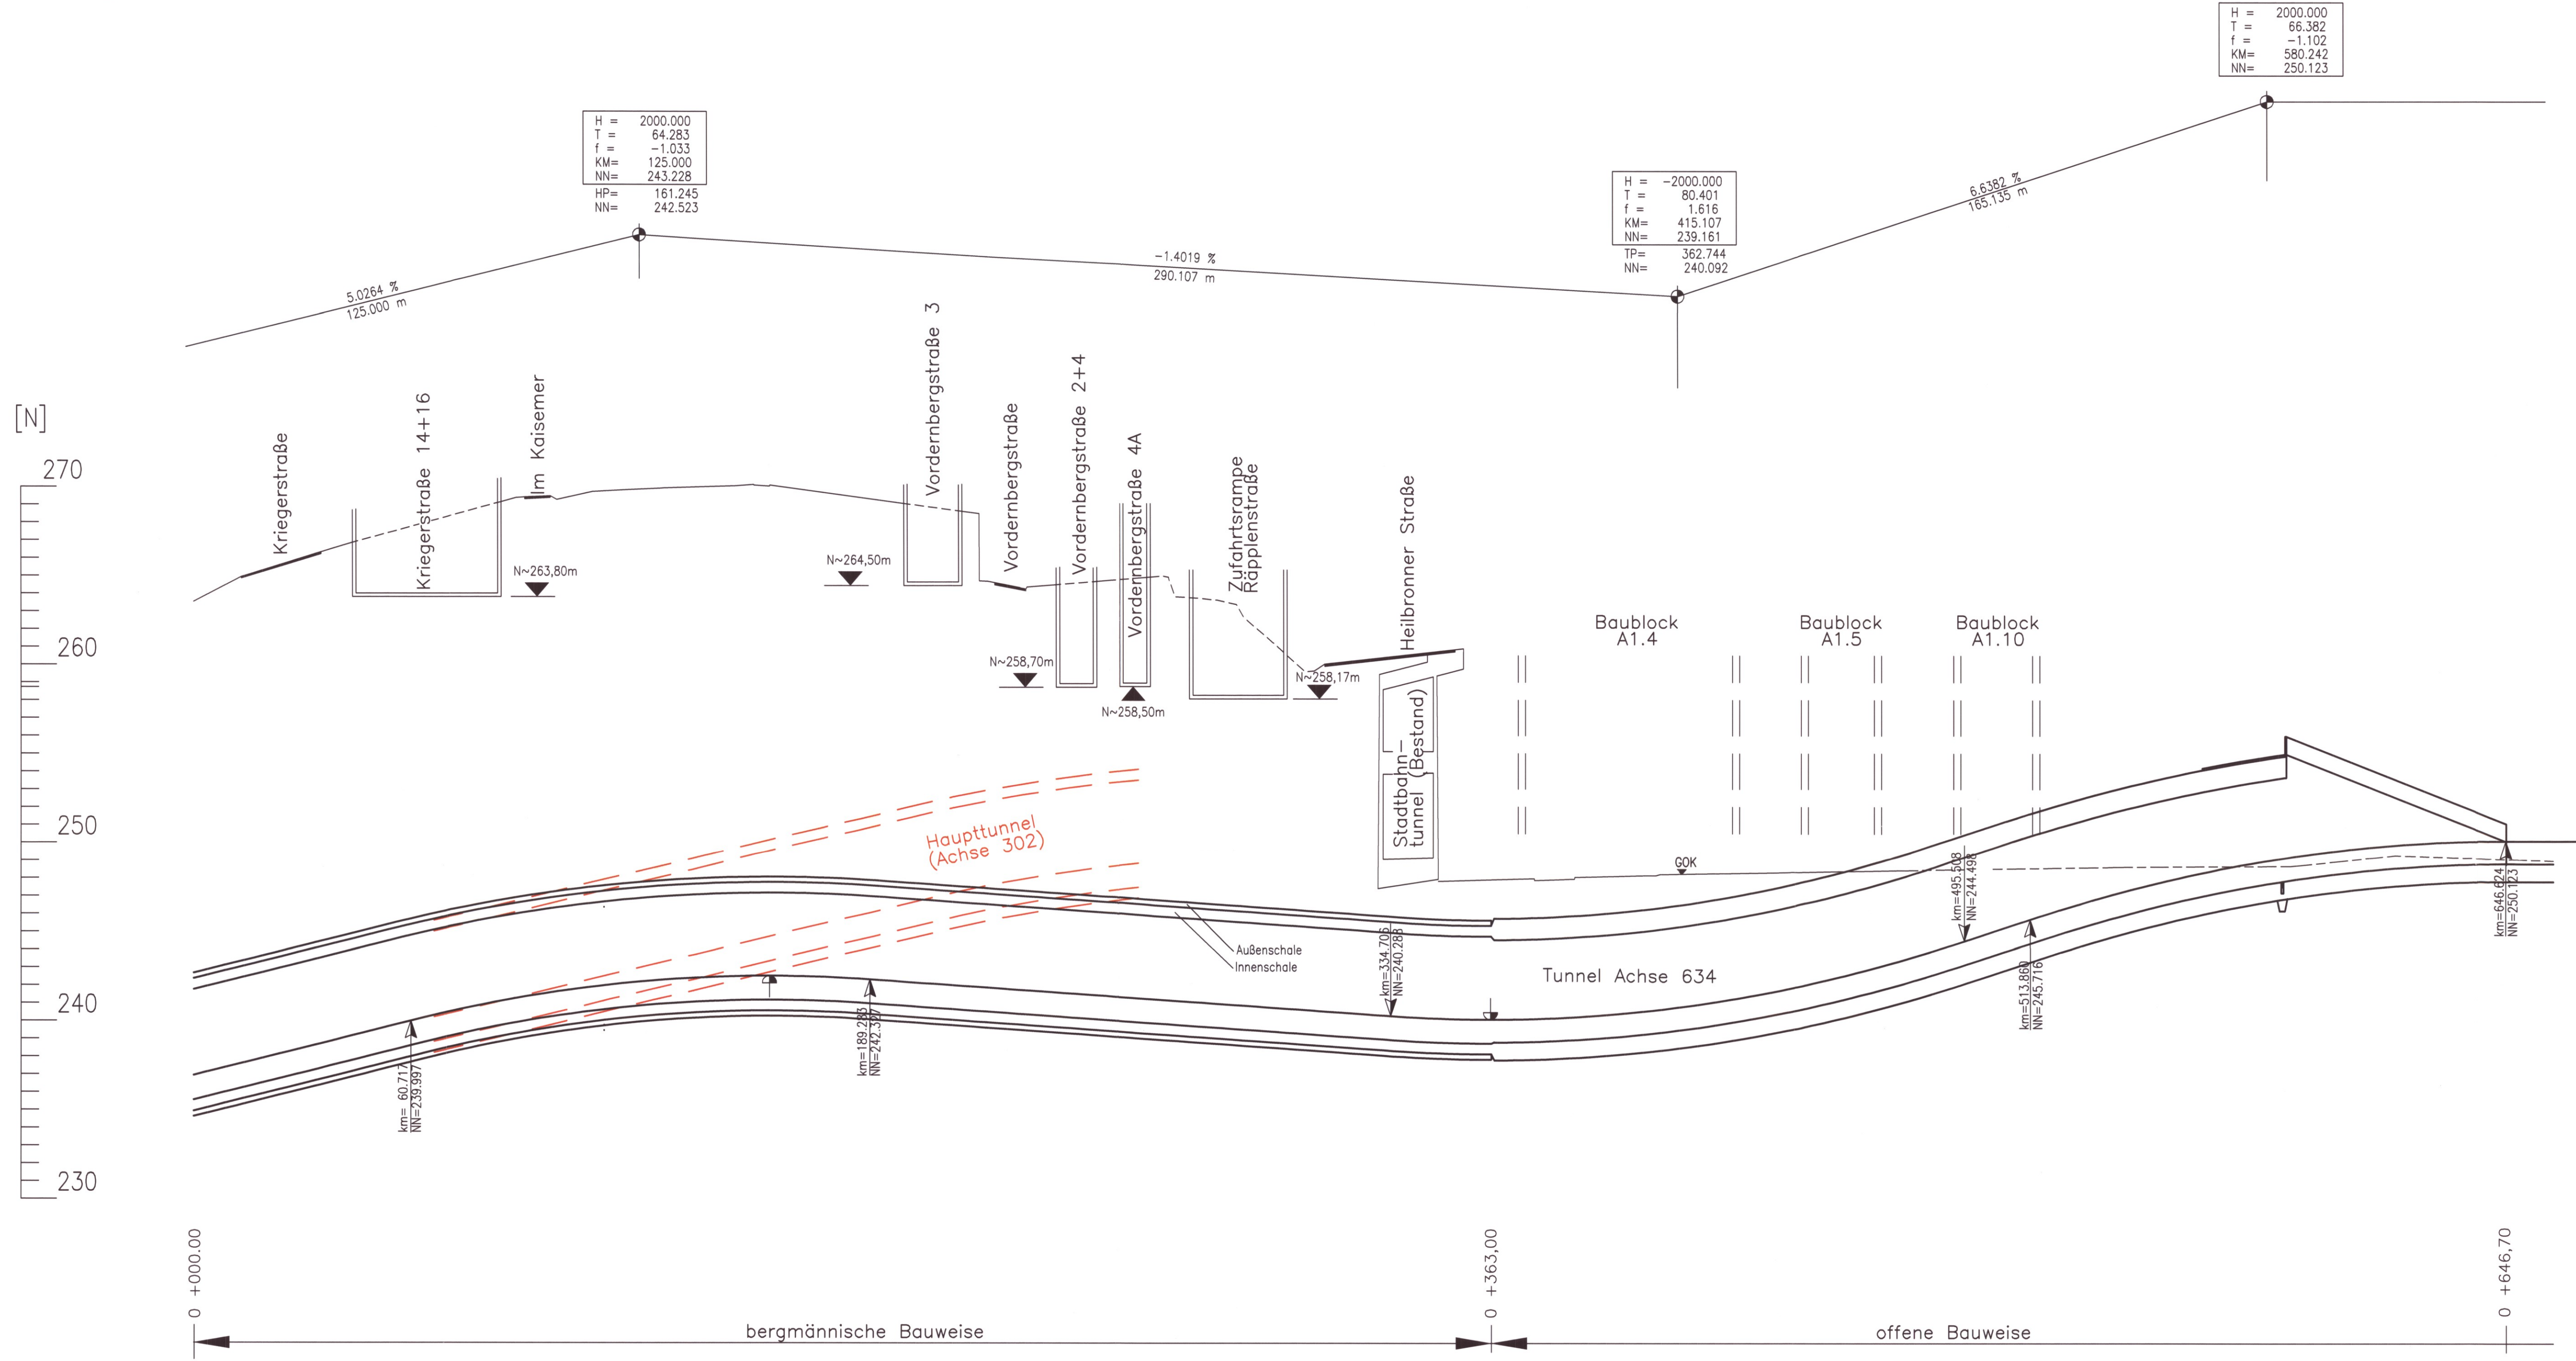 H = 2000.000
T = 66.382
f = -1.102
KM= 580.242
NN= 250.123
H = 2000.000
T = 64.283
f = -1.033
KM= 125.000
NN= 243.228
HP= 161.245
NN= 242.523
H = -2000.000
T = 80.401
f = 1.616
KM= 415.107
NN= 239.161
TP= 362.744
NN= 240.092
5.0264 %
125.000 m
-1.4019 %
290.107 m
6.6382 %
165.135 m
[N]
270
260
250
240
230
Kriegerstraße
Kriegerstraße 14+16
Im Kaisemer
Vordernbergstraße 3
Vordernbergstraße
Vordernbergstraße 2+4
Vordernbergstraße 4A
Zufahrtsrampe
Räpplenstraße
Heilbronner Straße
N~263,80m
N~264,50m
N~258,70m
N~258,50m
N~258,17m
Stadtbahn-
tunnel (Bestand)
Baublock
A1.4
Baublock
A1.5
Baublock
A1.10
GOK
Haupttunnel
(Achse 302)
Außenschale
Innenschale
Tunnel Achse 634
km= 60.717
NN=239.997
km=189.283
NN=242.327
km=334.706
NN=240.288
km=495.508
NN=244.498
km=513.860
NN=245.716
km=646.624
NN=250.123
0 +000.00
0 +363,00
0 +646,70
bergmännische Bauweise
offene Bauweise